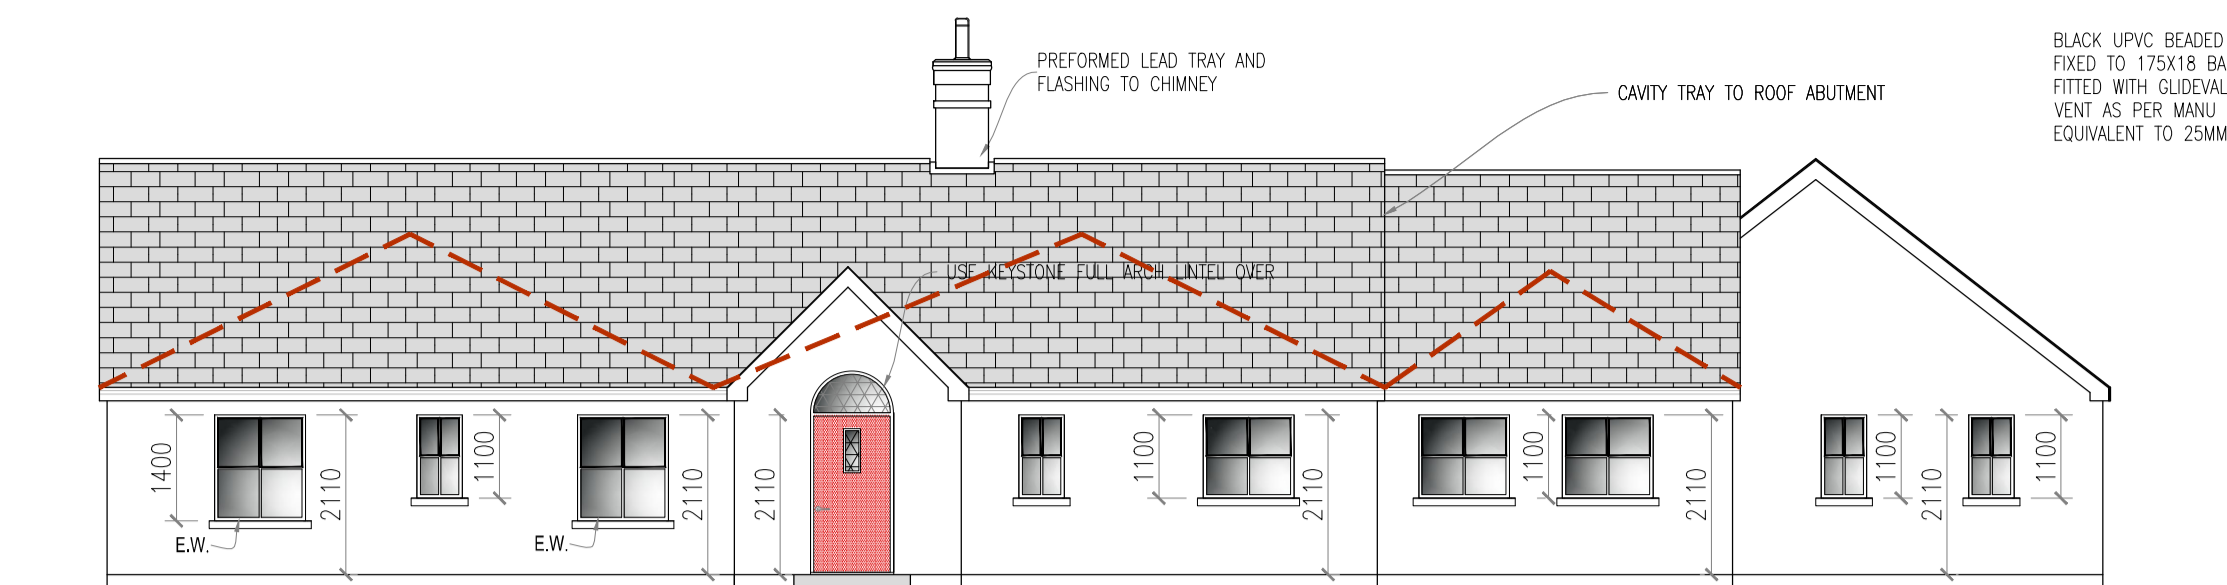 PREFORMED LEAD TRAY AND
FLASHING TO CHIMNEY
CAVITY TRAY TO ROOF ABUTMENT
BLACK UPVC BEADED
FIXED TO 175X18 BA
FITTED WITH GLIDEVAL
VENT AS PER MANU
EQUIVALENT TO 25MM
USE KEYSTONE FULL ARCH LINTEL OVER
1400
2110
1100
2110
2110
1100
2110
1100
2110
1100
2110
1100
E.W.
E.W.